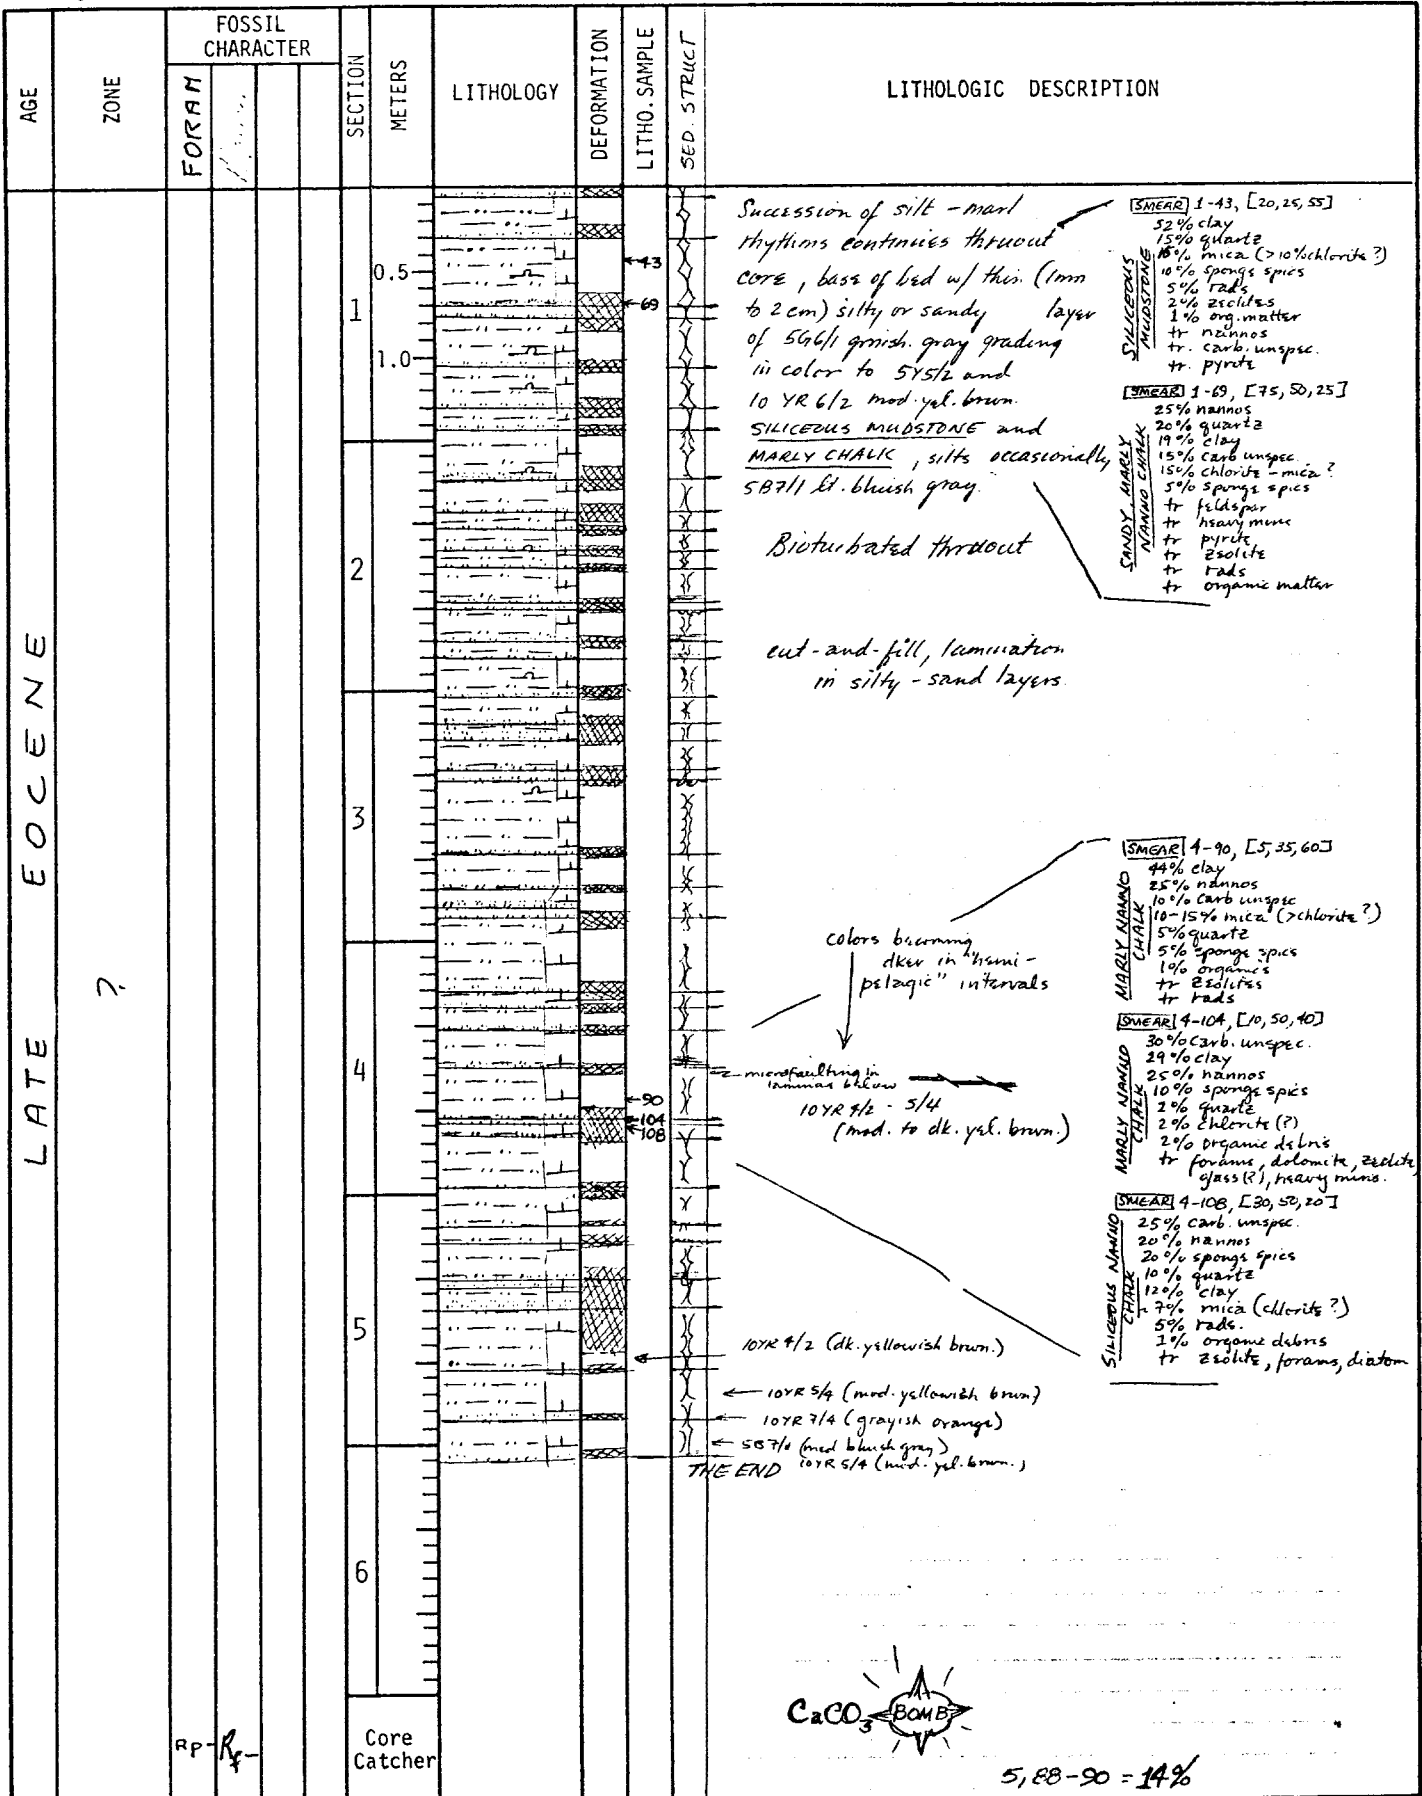 AGE
ZONE
FOSSIL
CHARACTER
FORAM
SECTION
METERS
LITHOLOGY
DEFORMATION
LITHO. SAMPLE
SED. STRUCT
LITHOLOGIC DESCRIPTION
LATE EOCENE
?
1
0.5
1.0
2
3
4
5
6
Core
Catcher
RP
43
69
90
104
108
Succession of silt - marl
rhythms continues thruout
core, base of bed w/ thin (1mm
to 2 cm) silty or sandy layer
of 5G6/1 grnish. gray grading
in color to 5Y5/2 and
10 YR 6/2 mod. yel. brown.
SILICEOUS MUDSTONE and
MARLY CHALK, silts occasionally
5B7/1 lt. bluish gray.
Bioturbated thruout
cut-and-fill, lamination
in silty - sand layers.
colors becoming
dker in "hemi-
pelagic" intervals
microfaulting in
laminas below
10YR 4/2 - 5/4
(mod. to dk. yel. brown.)
10YR 4/2 (dk. yellowish brown.)
10YR 5/4 (mod. yellowish brown)
10YR 7/4 (grayish orange)
(med bluish gray)
THE END 10YR 5/4 (mod. yel. brown.)
SMEAR 1-43, [20,25,55]
SILICEOUS
MUDSTONE
52% clay
15% quartz
15% mica (>10% chlorite?)
10% sponge spics
5% rads
2% zeolites
1% org. matter
tr nannos
tr. carb. unspec.
tr. pyrite
SMEAR 1-69, [75,50,25]
SANDY, MARLY
NANNO CHALK
25% nannos
20% quartz
19% clay
15% carb unspec.
15% chlorite - mica?
5% sponge spics
tr feldspar
tr heavy mins
tr pyrite
tr zeolite
tr rads
tr organic matter
SMEAR 4-90, [5,35,60]
MARLY NANNO
CHALK
44% clay
25% nannos
10% carb unspec
10-15% mica (>chlorite?)
5% quartz
5% sponge spics
1% organics
tr zeolites
tr rads
SMEAR 4-104, [10,50,40]
MARLY NANNO
CHALK
30% carb. unspec.
29% clay
25% nannos
10% sponge spics
2% quartz
2% chlorite (?)
2% organic debris
tr forams, dolomite, zeolite,
glass(?), heavy mins.
SMEAR 4-108, [30,50,20]
SILICEOUS NANNO
CHALK
25% carb. unspec.
20% nannos
20% sponge spics
10% quartz
12% clay
7% mica (chlorite?)
5% rads.
1% organic debris
tr zeolite, forams, diatom
CaCO3 BOMB
5, 88-90 = 14%